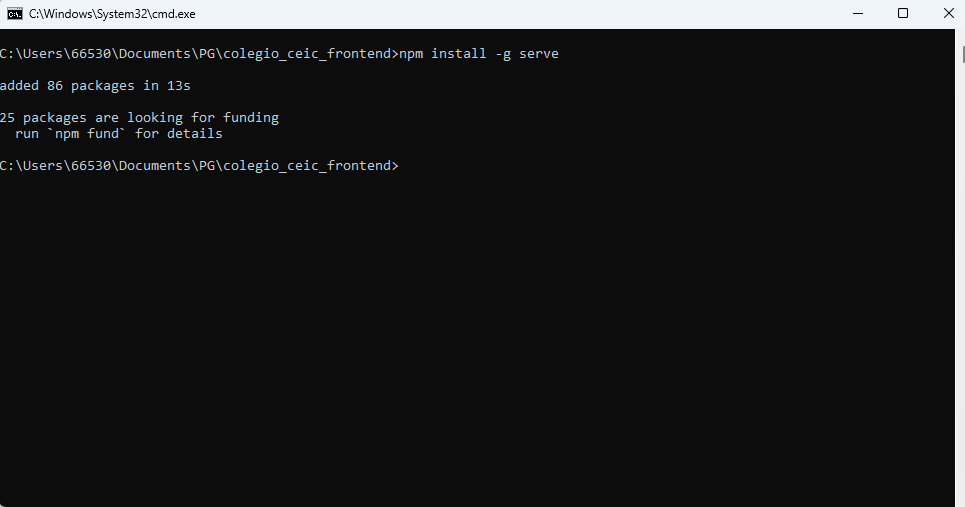 C:\Windows\System32\cmd.exe
C:\Users\66530\Documents\PG\colegio_ceic_frontend>npm install -g serve
added 86 packages in 13s
25 packages are looking for funding
  run `npm fund` for details
C:\Users\66530\Documents\PG\colegio_ceic_frontend>